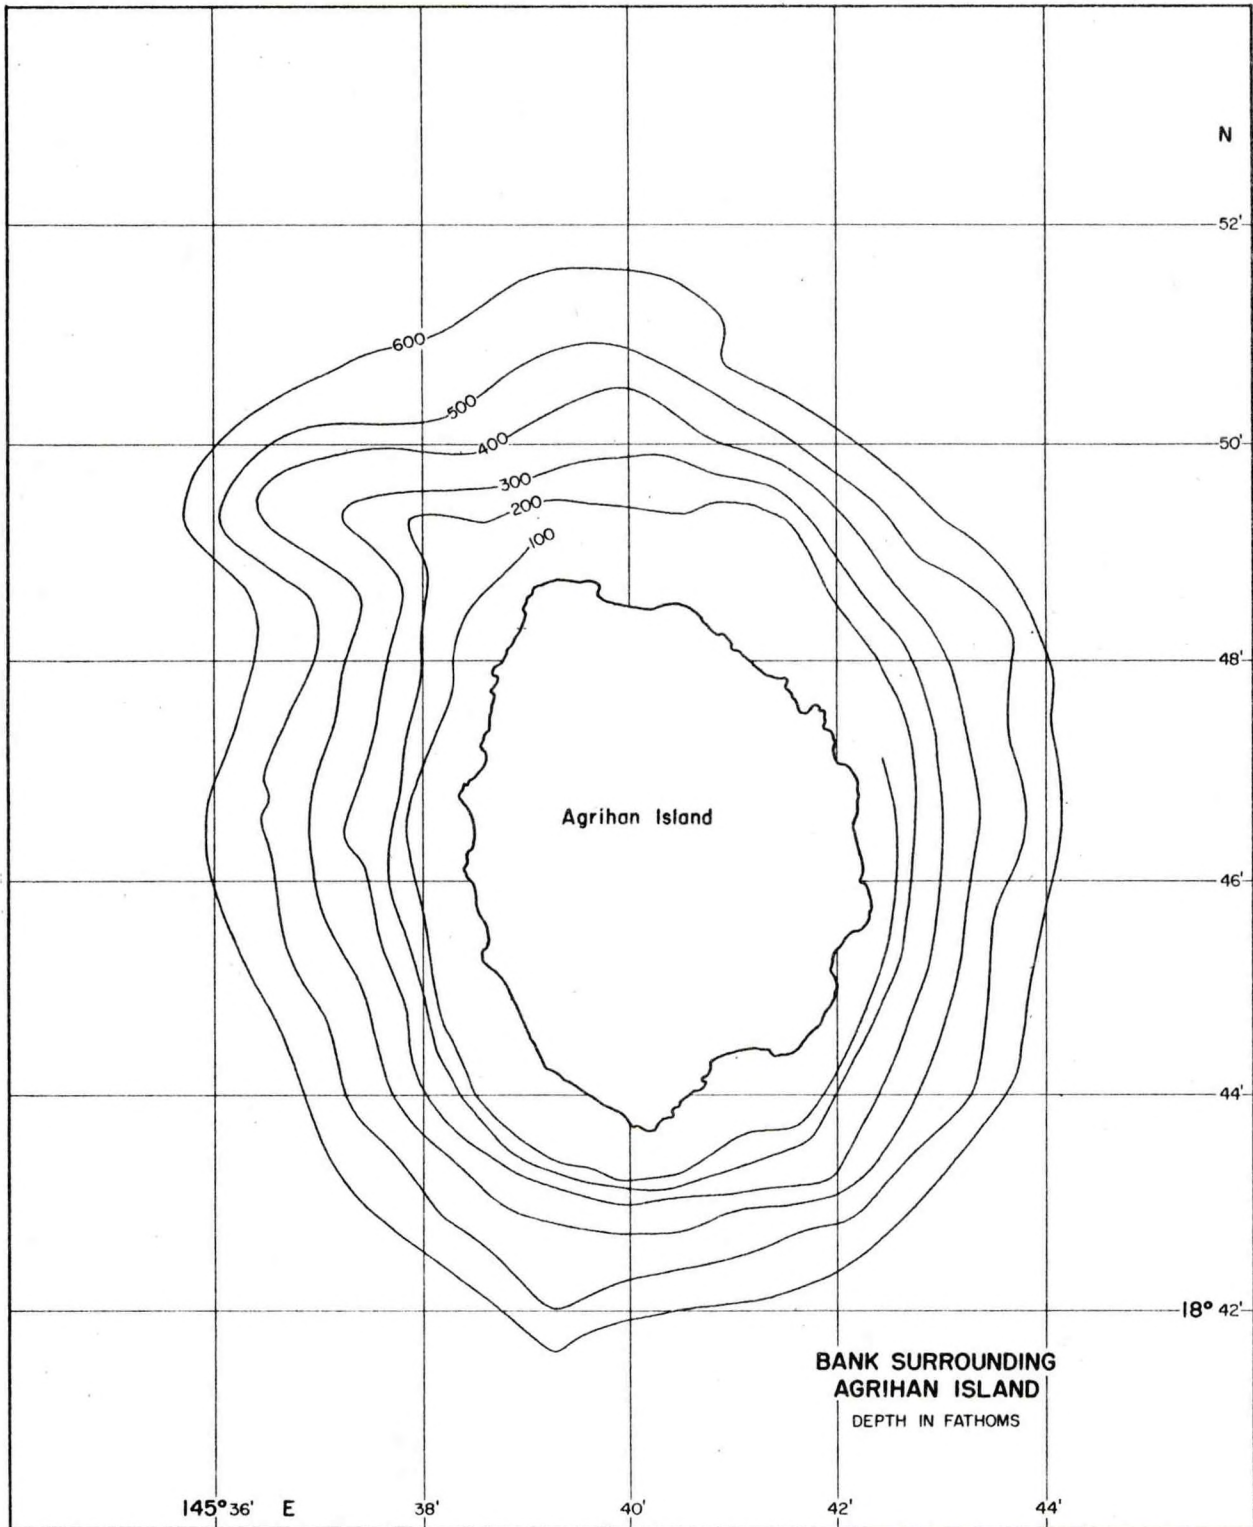 N
52'
600
500
400
50'
300
200
100
48'
Agrihan Island
46'
44'
18° 42'
BANK SURROUNDING
AGRIHAN ISLAND
DEPTH IN FATHOMS
145° 36' E 38' 40' 42' 44'